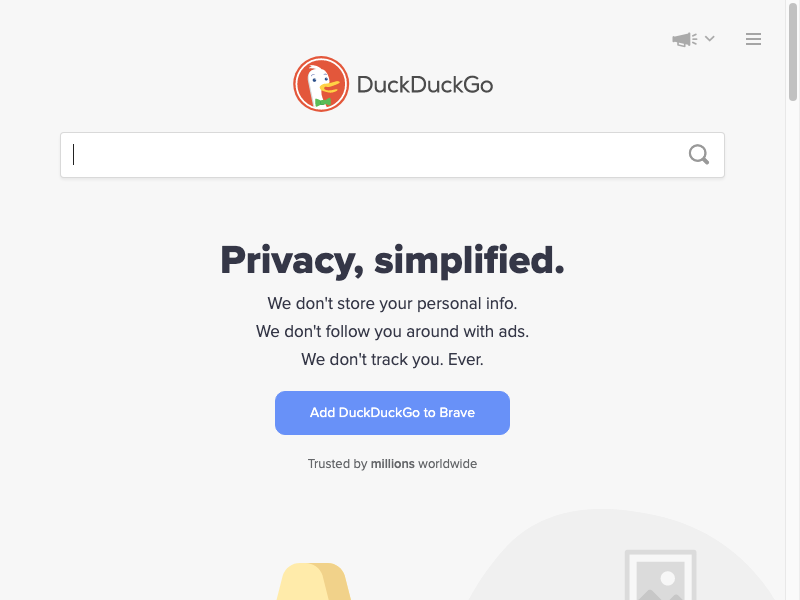 DuckDuckGo
Privacy, simplified.
We don't store your personal info.
We don't follow you around with ads.
We don't track you. Ever.
Add DuckDuckGo to Brave
Trusted by millions worldwide